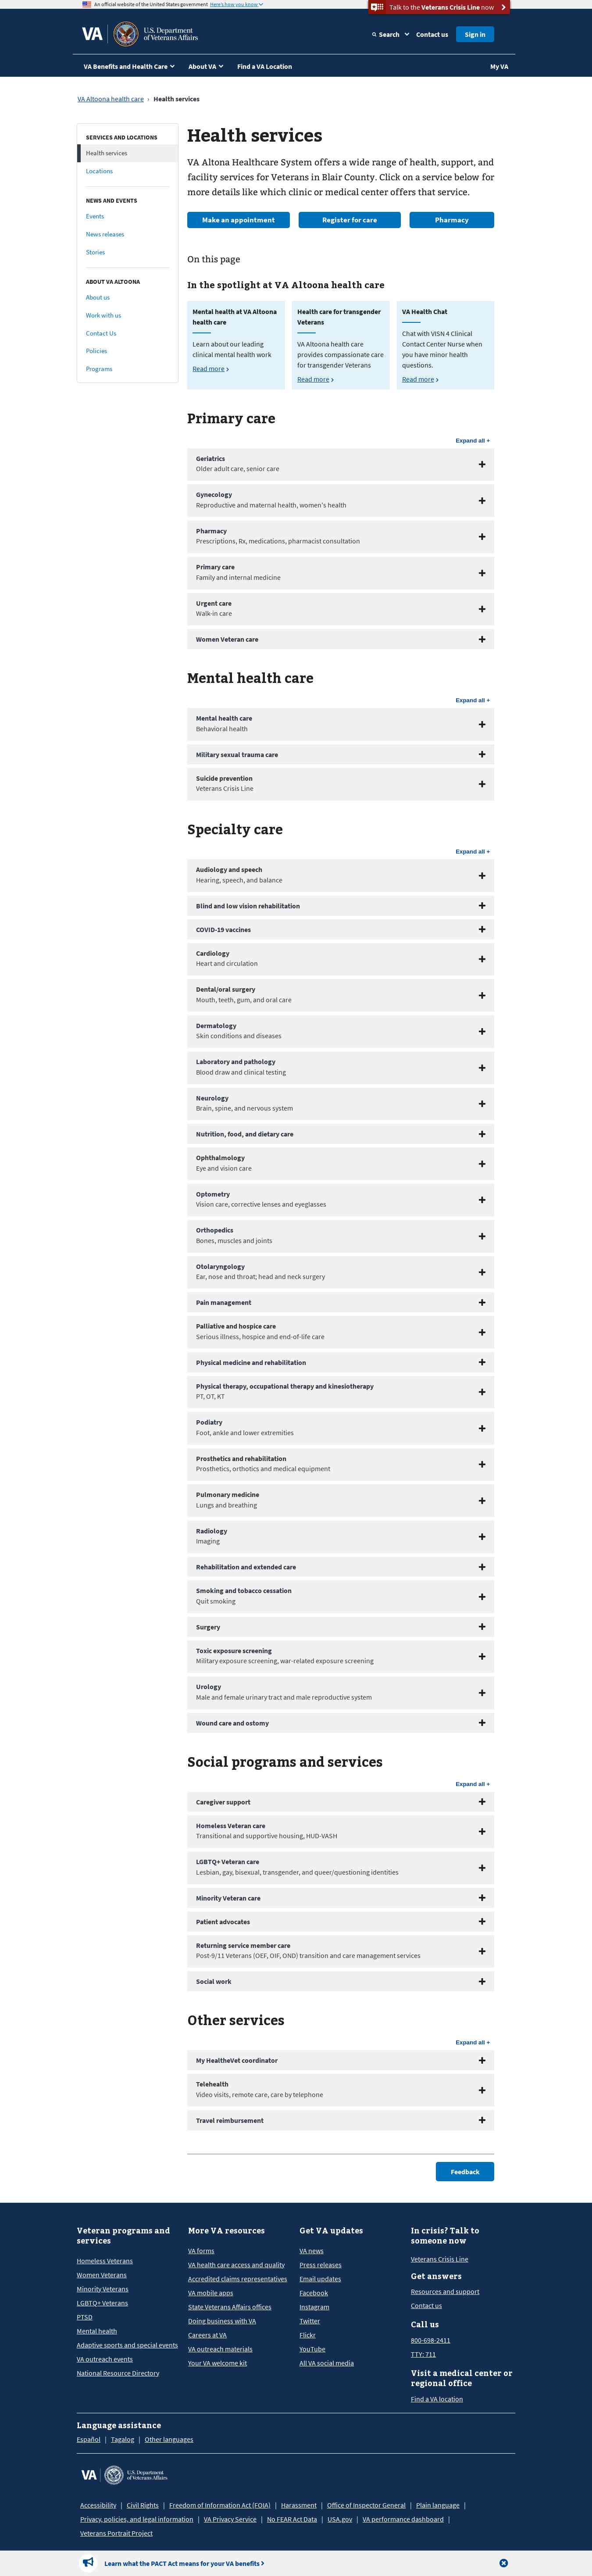 An official website of the United States government Here's how you know
Talk to the Veterans Crisis Line now
VA
U.S. Department
of Veterans Affairs
Search
Contact us
Sign in
VA Benefits and Health Care
About VA
Find a VA Location
My VA
VA Altoona health care › Health services
SERVICES AND LOCATIONS
Health services
Locations
NEWS AND EVENTS
Events
News releases
Stories
ABOUT VA ALTOONA
About us
Work with us
Contact Us
Policies
Programs
Health services
VA Altona Healthcare System offers a wide range of health, support, and
facility services for Veterans in Blair County. Click on a service below for
more details like which clinic or medical center offers that service.
Make an appointment
Register for care
Pharmacy
On this page
In the spotlight at VA Altoona health care
Mental health at VA Altoona
health care
Learn about our leading
clinical mental health work
Read more
Health care for transgender
Veterans
VA Altoona health care
provides compassionate care
for transgender Veterans
Read more
VA Health Chat
Chat with VISN 4 Clinical
Contact Center Nurse when
you have minor health
questions.
Read more
Primary care
Expand all +
Geriatrics
Older adult care, senior care
Gynecology
Reproductive and maternal health, women's health
Pharmacy
Prescriptions, Rx, medications, pharmacist consultation
Primary care
Family and internal medicine
Urgent care
Walk-in care
Women Veteran care
Mental health care
Expand all +
Mental health care
Behavioral health
Military sexual trauma care
Suicide prevention
Veterans Crisis Line
Specialty care
Expand all +
Audiology and speech
Hearing, speech, and balance
Blind and low vision rehabilitation
COVID-19 vaccines
Cardiology
Heart and circulation
Dental/oral surgery
Mouth, teeth, gum, and oral care
Dermatology
Skin conditions and diseases
Laboratory and pathology
Blood draw and clinical testing
Neurology
Brain, spine, and nervous system
Nutrition, food, and dietary care
Ophthalmology
Eye and vision care
Optometry
Vision care, corrective lenses and eyeglasses
Orthopedics
Bones, muscles and joints
Otolaryngology
Ear, nose and throat; head and neck surgery
Pain management
Palliative and hospice care
Serious illness, hospice and end-of-life care
Physical medicine and rehabilitation
Physical therapy, occupational therapy and kinesiotherapy
PT, OT, KT
Podiatry
Foot, ankle and lower extremities
Prosthetics and rehabilitation
Prosthetics, orthotics and medical equipment
Pulmonary medicine
Lungs and breathing
Radiology
Imaging
Rehabilitation and extended care
Smoking and tobacco cessation
Quit smoking
Surgery
Toxic exposure screening
Military exposure screening, war-related exposure screening
Urology
Male and female urinary tract and male reproductive system
Wound care and ostomy
Social programs and services
Expand all +
Caregiver support
Homeless Veteran care
Transitional and supportive housing, HUD-VASH
LGBTQ+ Veteran care
Lesbian, gay, bisexual, transgender, and queer/questioning identities
Minority Veteran care
Patient advocates
Returning service member care
Post-9/11 Veterans (OEF, OIF, OND) transition and care management services
Social work
Other services
Expand all +
My HealtheVet coordinator
Telehealth
Video visits, remote care, care by telephone
Travel reimbursement
Feedback
Veteran programs and
services
Homeless Veterans
Women Veterans
Minority Veterans
LGBTQ+ Veterans
PTSD
Mental health
Adaptive sports and special events
VA outreach events
National Resource Directory
More VA resources
VA forms
VA health care access and quality
Accredited claims representatives
VA mobile apps
State Veterans Affairs offices
Doing business with VA
Careers at VA
VA outreach materials
Your VA welcome kit
Get VA updates
VA news
Press releases
Email updates
Facebook
Instagram
Twitter
Flickr
YouTube
All VA social media
In crisis? Talk to
someone now
Veterans Crisis Line
Get answers
Resources and support
Contact us
Call us
800-698-2411
TTY: 711
Visit a medical center or
regional office
Find a VA location
Language assistance
Español | Tagalog | Other languages
VA
U.S. Department
of Veterans Affairs
Accessibility | Civil Rights | Freedom of Information Act (FOIA) | Harassment | Office of Inspector General | Plain language |
Privacy, policies, and legal information | VA Privacy Service | No FEAR Act Data | USA.gov | VA performance dashboard |
Veterans Portrait Project
Learn what the PACT Act means for your VA benefits